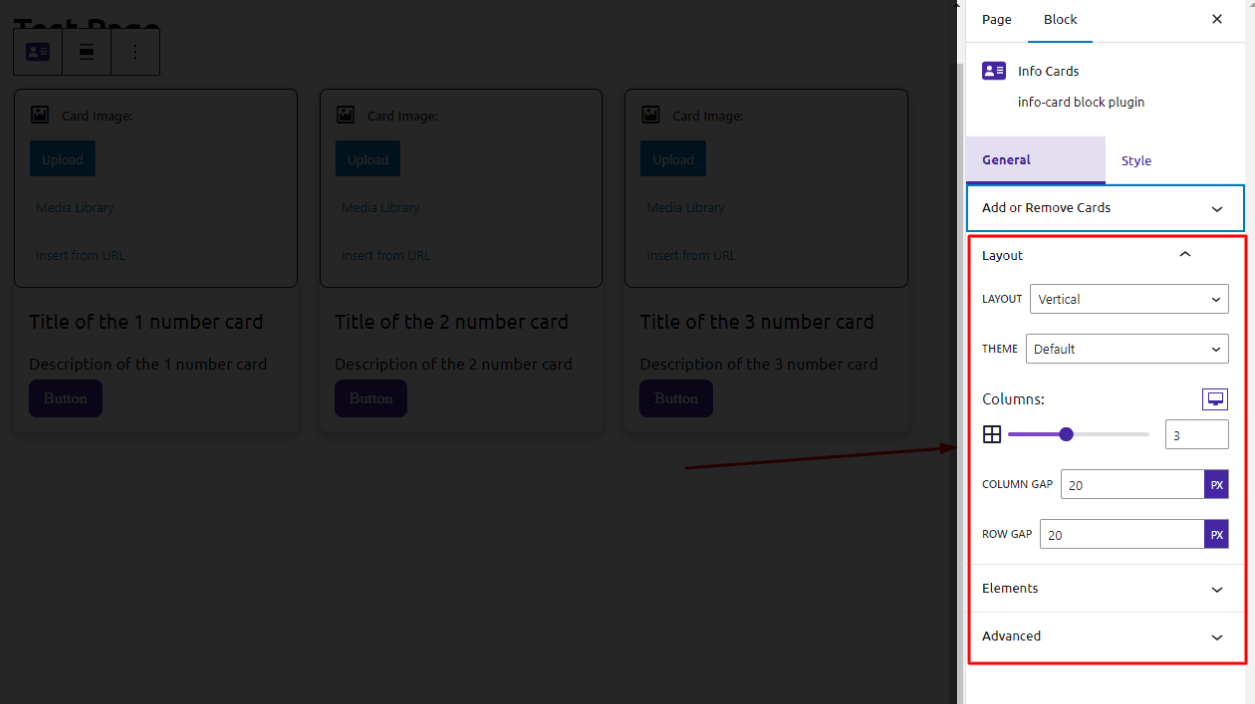 Test Page
Card Image:
Upload
Media Library
Insert from URL
Title of the 1 number card
Description of the 1 number card
Button
Card Image:
Upload
Media Library
Insert from URL
Title of the 2 number card
Description of the 2 number card
Button
Card Image:
Upload
Media Library
Insert from URL
Title of the 3 number card
Description of the 3 number card
Button
Page Block
Info Cards
info-card block plugin
General Style
Add or Remove Cards
Layout
LAYOUT Vertical
THEME Default
Columns:
3
COLUMN GAP 20 PX
ROW GAP 20 PX
Elements
Advanced